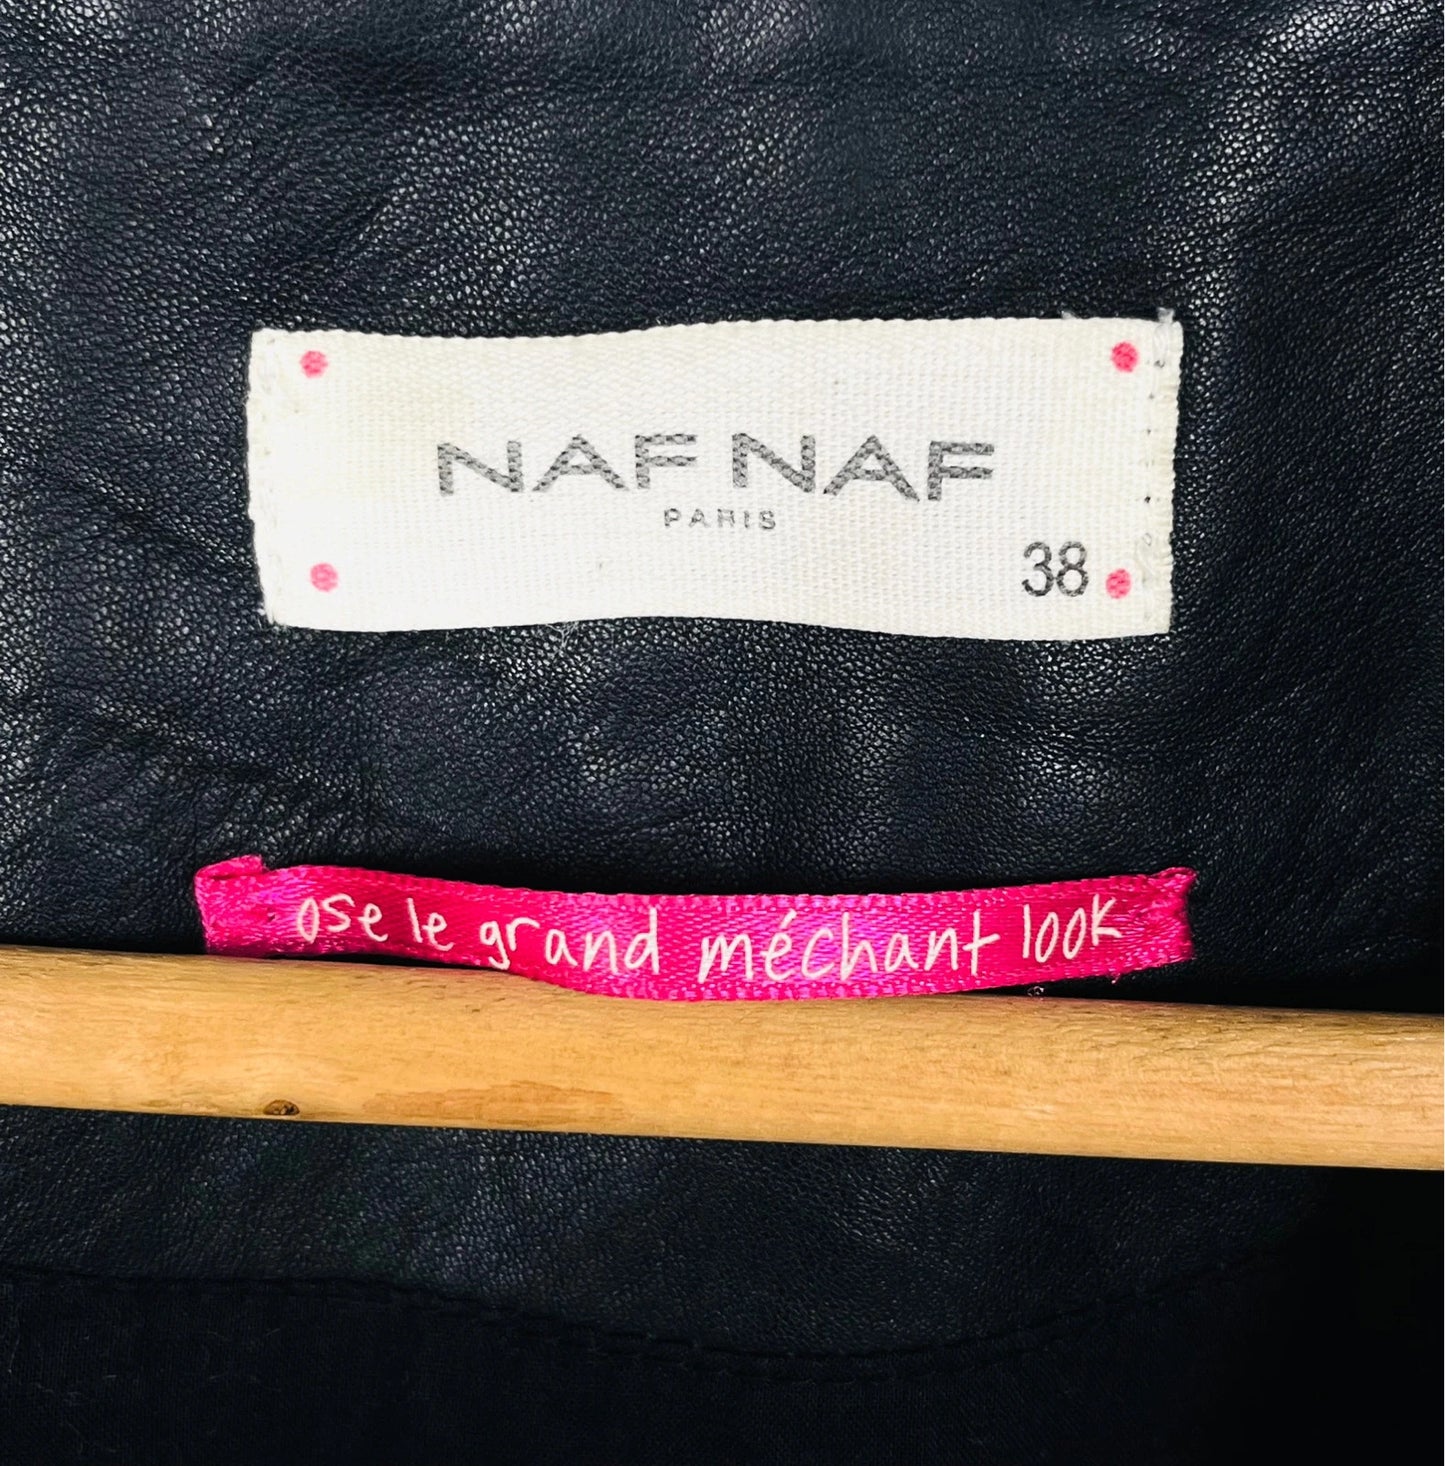 NAF NAF
PARIS
38
ose le grand méchant look